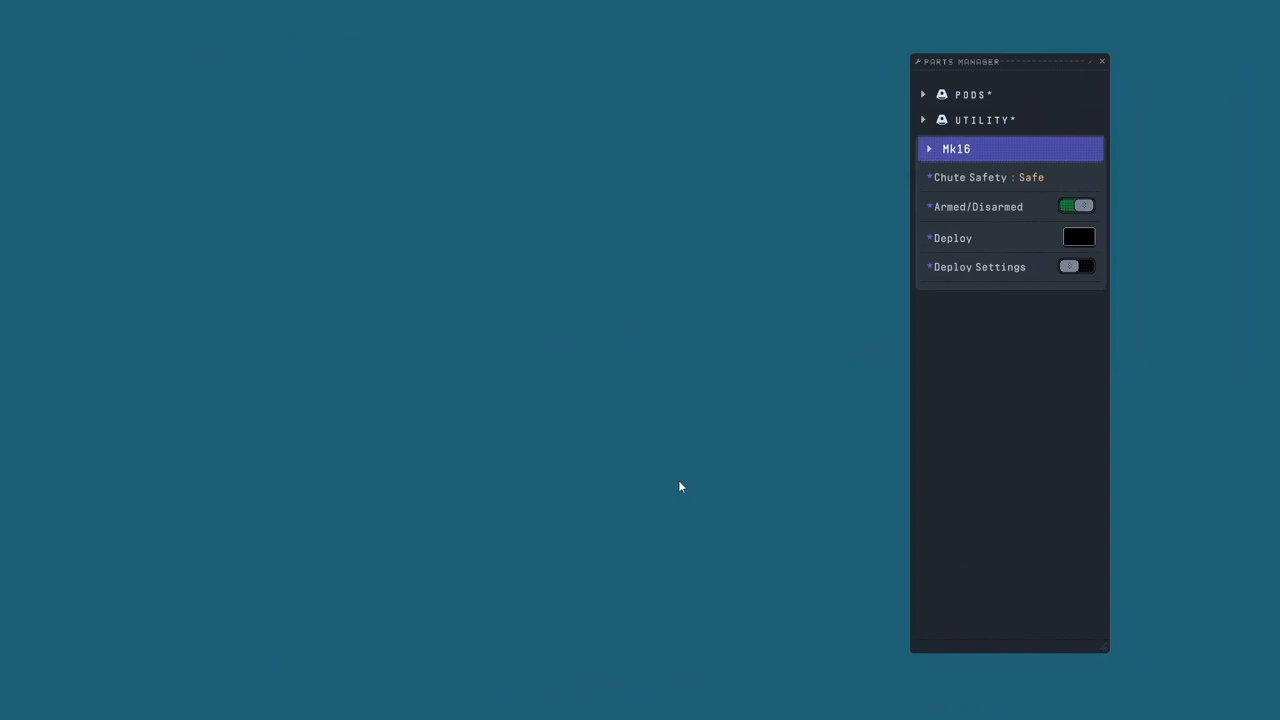 PARTS MANAGER
PODS*
UTILITY*
Mk16
*Chute Safety : Safe
*Armed/Disarmed
*Deploy
*Deploy Settings